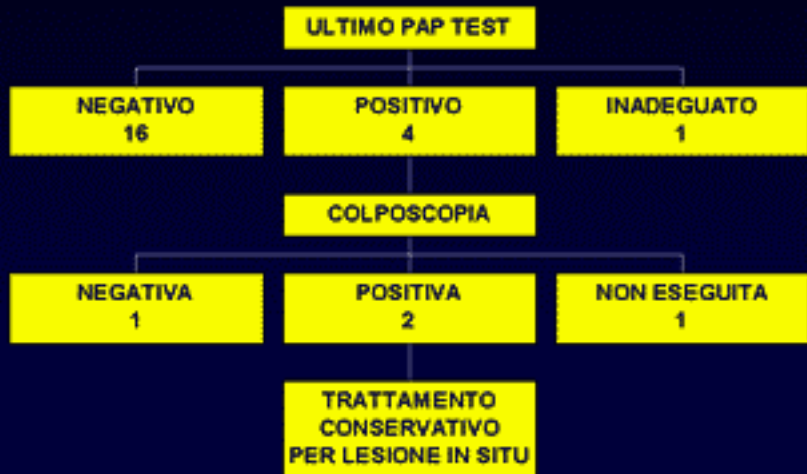 ULTIMO PAP TEST
NEGATIVO
16
POSITIVO
4
INADEGUATO
1
COLPOSCOPIA
NEGATIVA
1
POSITIVA
2
NON ESEGUITA
1
TRATTAMENTO
CONSERVATIVO
PER LESIONE IN SITU